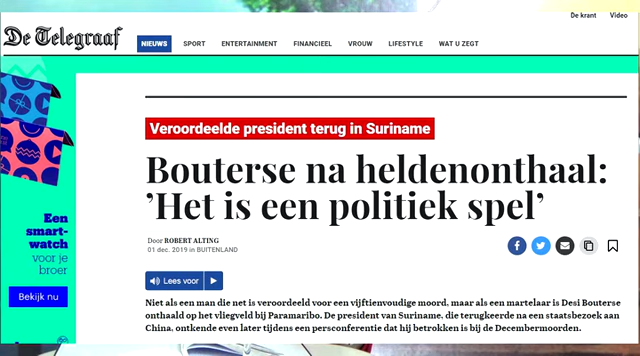 De krant Video
De Telegraaf
NIEUWS SPORT ENTERTAINMENT FINANCIEEL VROUW LIFESTYLE WAT U ZEGT
Veroordeelde president terug in Suriname
Bouterse na heldenonthaal:
’Het is een politiek spel’
Door ROBERT ALTING
01 dec. 2019 in BUITENLAND
Lees voor
Niet als een man die net is veroordeeld voor een vijftienvoudige moord, maar als een martelaar is Desi Bouterse
onthaald op het vliegveld bij Paramaribo. De president van Suriname, die terugkeerde na een staatsbezoek aan
China, ontkende even later tijdens een persconferentie dat hij betrokken is bij de Decembermoorden.
Een
smart-
watch
voor je
broer
Bekijk nu